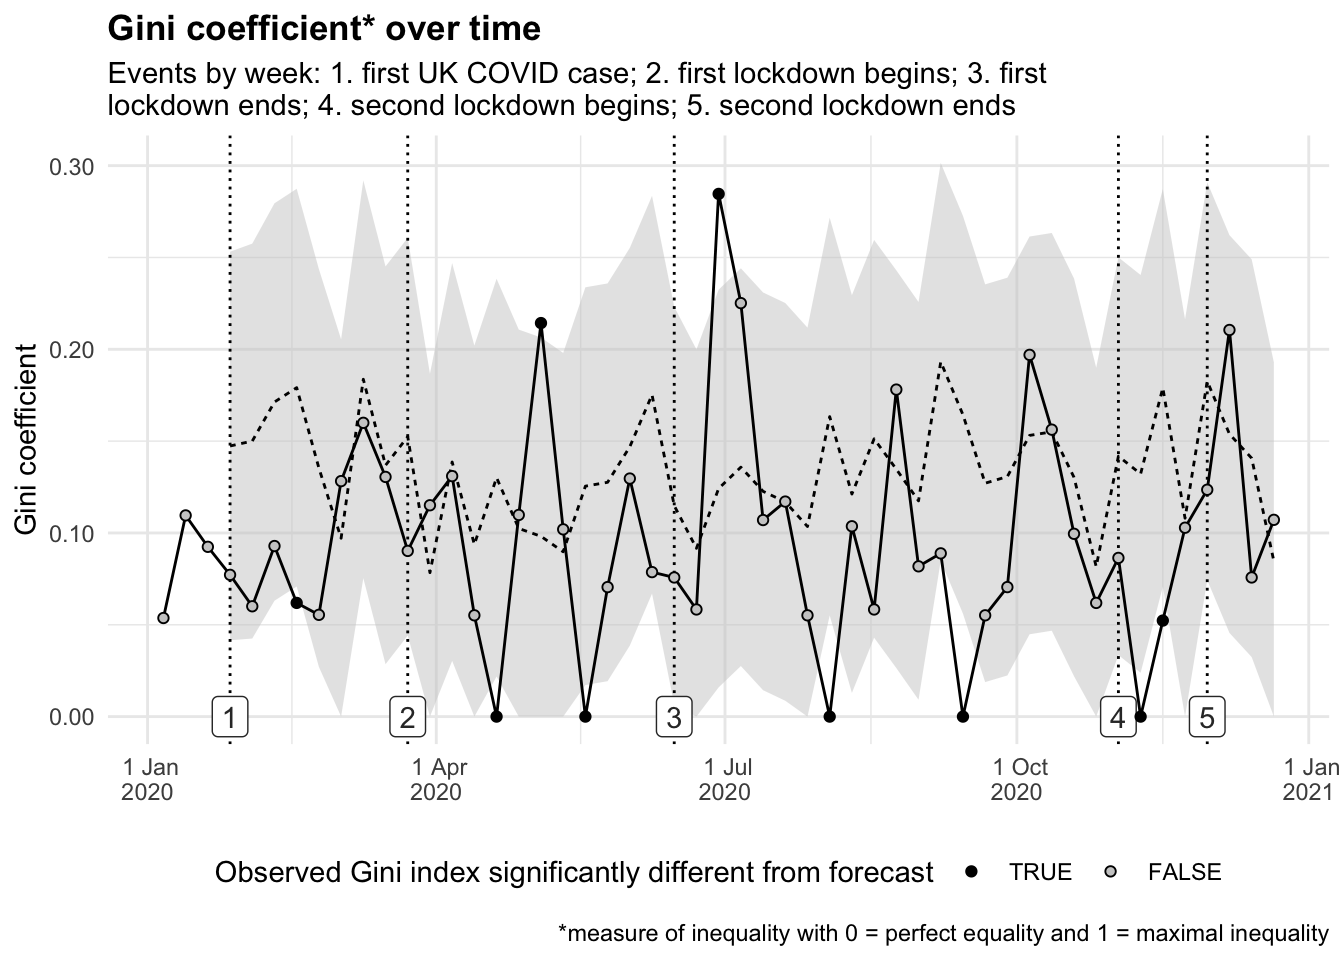 Gini coefficient* over time
Events by week: 1. first UK COVID case; 2. first lockdown begins; 3. first
lockdown ends; 4. second lockdown begins; 5. second lockdown ends
Gini coefficient
0.30
0.20
0.10
0.00
1
2
3
4
5
1 Jan
2020
1 Apr
2020
1 Jul
2020
1 Oct
2020
1 Jan
2021
Observed Gini index significantly different from forecast TRUE FALSE
*measure of inequality with 0 = perfect equality and 1 = maximal inequality